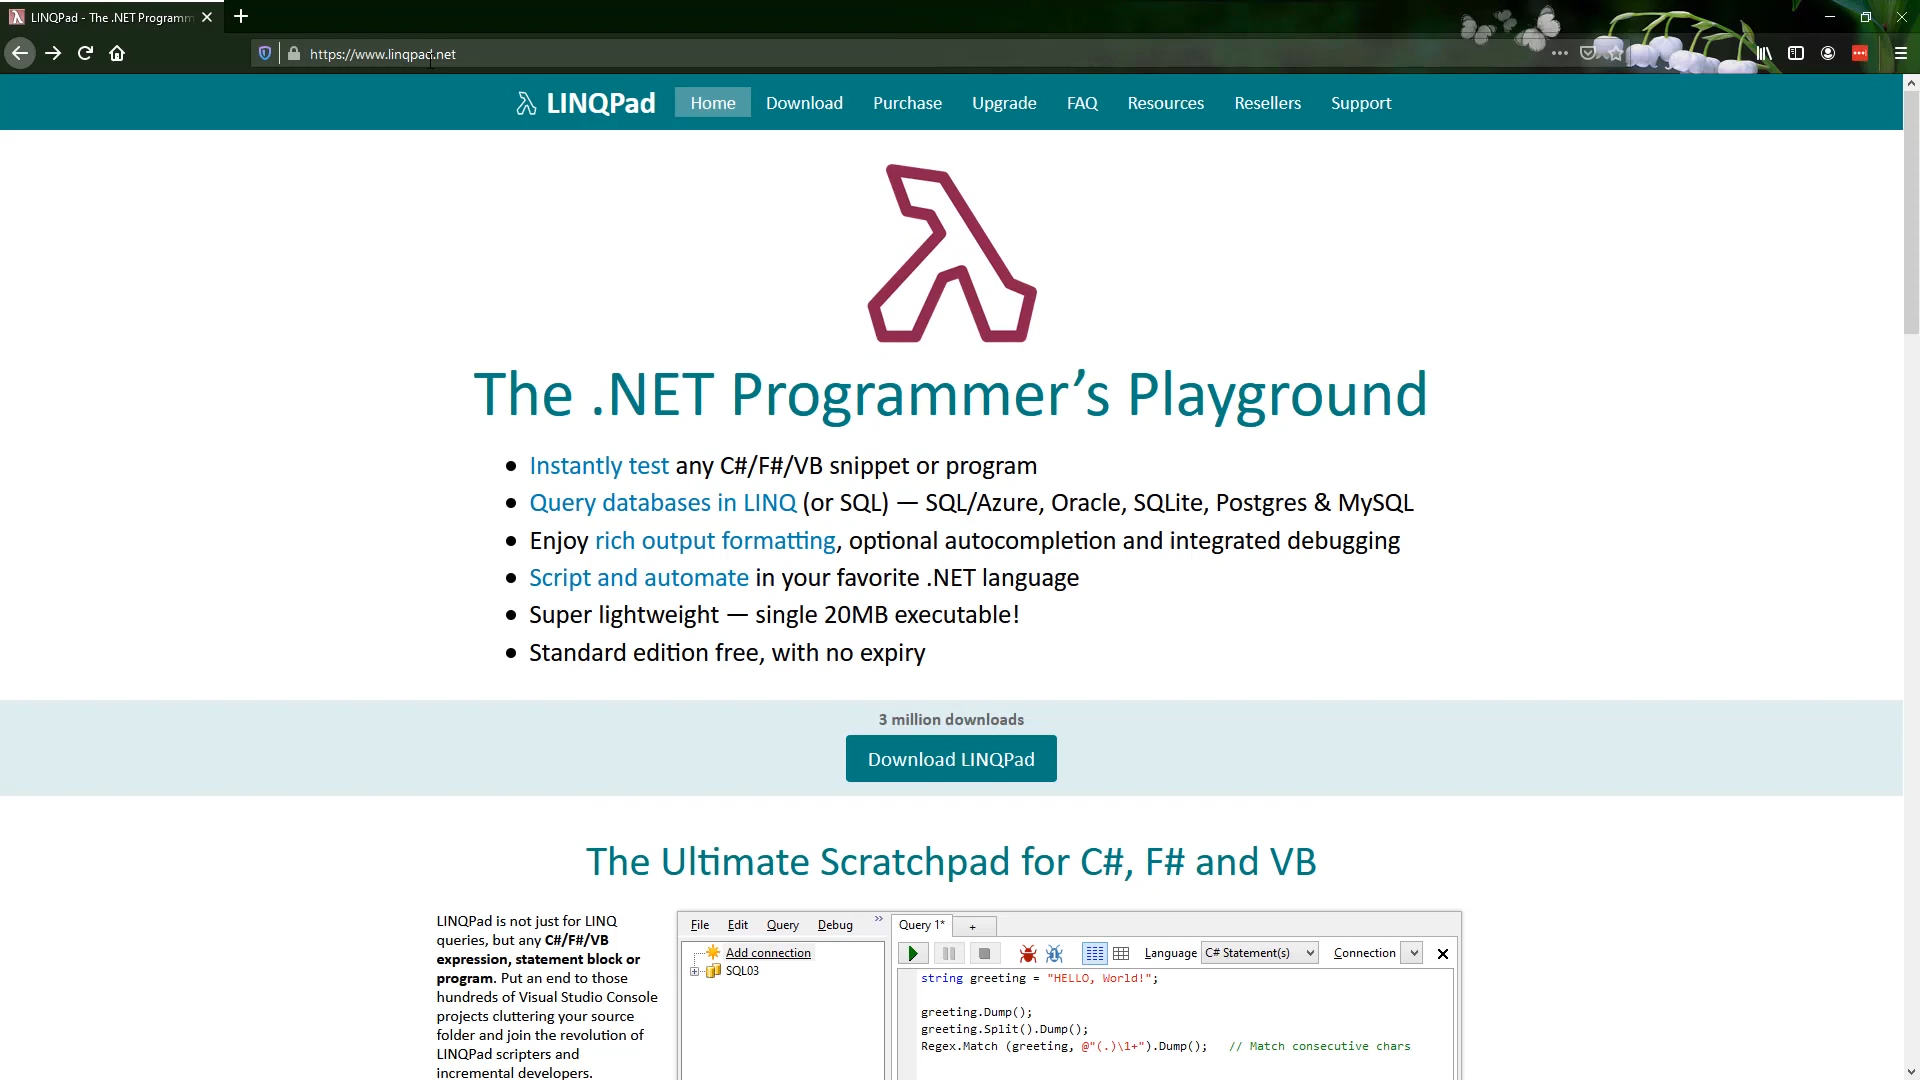 LINQPad - The .NET Programm
https://www.linqpad.net
LINQPad Home Download Purchase Upgrade FAQ Resources Resellers Support
The .NET Programmer’s Playground
• Instantly test any C#/F#/VB snippet or program
• Query databases in LINQ (or SQL) — SQL/Azure, Oracle, SQLite, Postgres & MySQL
• Enjoy rich output formatting, optional autocompletion and integrated debugging
• Script and automate in your favorite .NET language
• Super lightweight — single 20MB executable!
• Standard edition free, with no expiry
3 million downloads
Download LINQPad
The Ultimate Scratchpad for C#, F# and VB
LINQPad is not just for LINQ
queries, but any C#/F#/VB
expression, statement block or
program. Put an end to those
hundreds of Visual Studio Console
projects cluttering your source
folder and join the revolution of
LINQPad scripters and
incremental developers.
File Edit Query Debug »
Add connection
SQL03
Query 1* +
Language C# Statement(s) Connection
string greeting = "HELLO, World!";
greeting.Dump();
greeting.Split().Dump();
Regex.Match (greeting, @"(.)\1+").Dump(); // Match consecutive chars